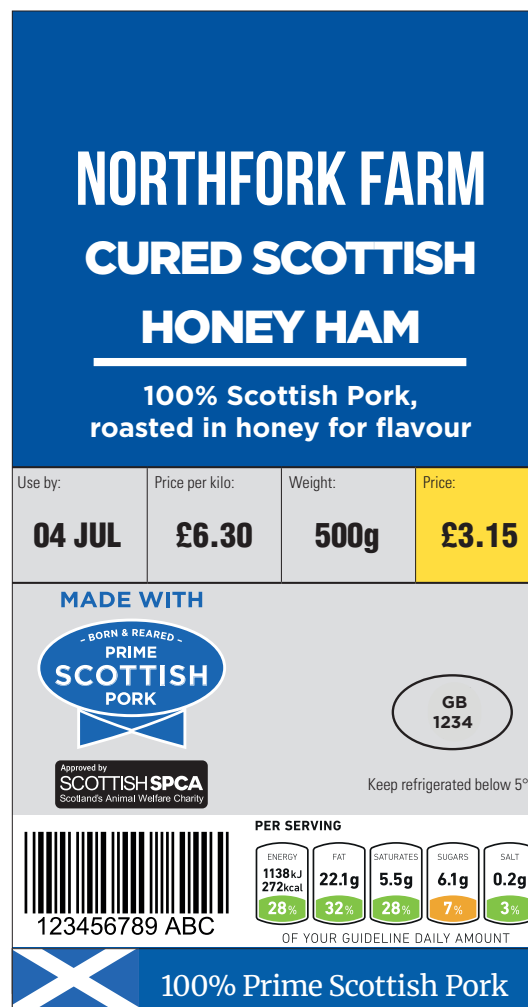 NORTHFORK FARM
CURED SCOTTISH
HONEY HAM
100% Scottish Pork,
roasted in honey for flavour
Use by:
04 JUL
Price per kilo:
£6.30
Weight:
500g
Price:
£3.15
MADE WITH
– BORN & REARED –
PRIME
SCOTTISH
PORK
Approved by
SCOTTISHSPCA
Scotland's Animal Welfare Charity
GB
1234
Keep refrigerated below 5°
123456789 ABC
PER SERVING
ENERGY
1138kJ
272kcal
28%
FAT
22.1g
32%
SATURATES
5.5g
28%
SUGARS
6.1g
7%
SALT
0.2g
3%
OF YOUR GUIDELINE DAILY AMOUNT
100% Prime Scottish Pork